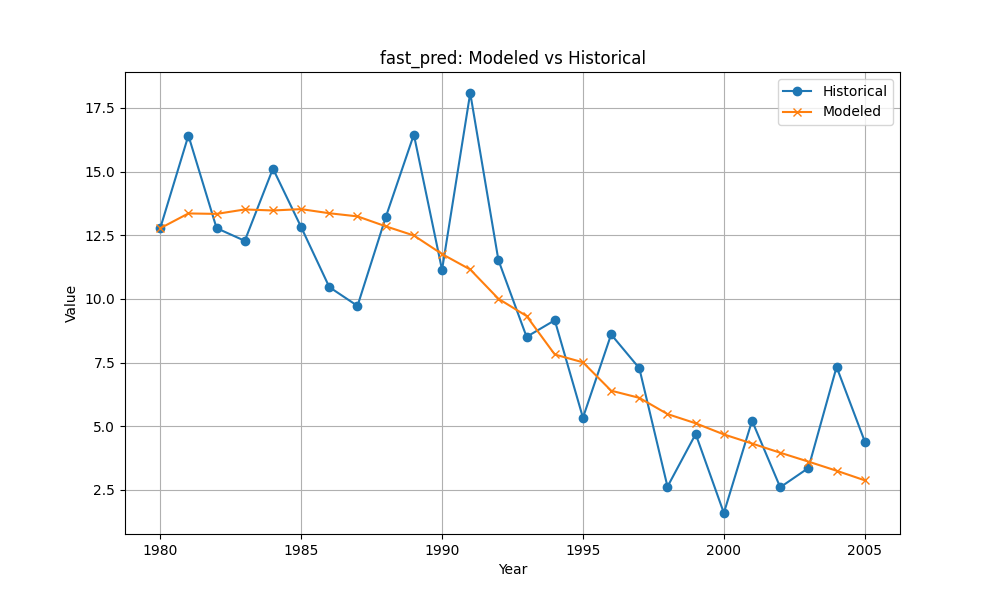 fast_pred: Modeled vs Historical
Historical
Modeled
17.5
15.0
12.5
10.0
7.5
5.0
2.5
Value
1980
1985
1990
1995
2000
2005
Year